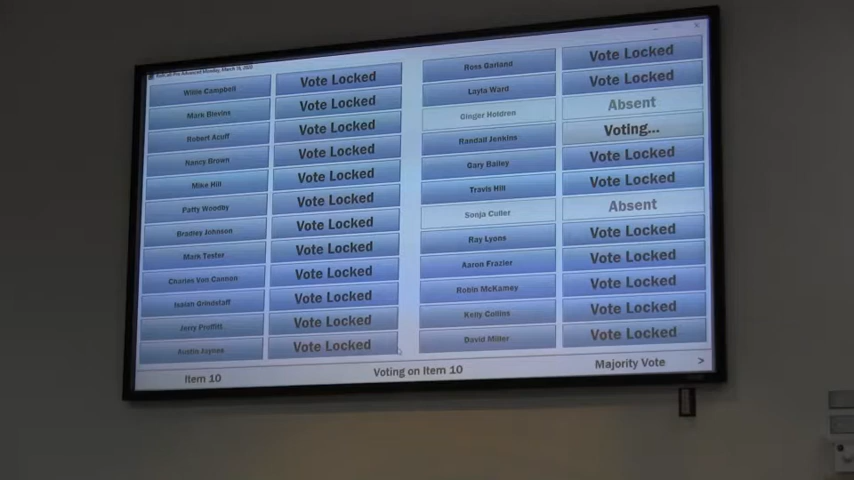 Willie Campbell Vote Locked
Mark Blevins Vote Locked
Robert Acuff Vote Locked
Nancy Brown Vote Locked
Mike Hill Vote Locked
Patty Woodby Vote Locked
Bradley Johnson Vote Locked
Mark Tester Vote Locked
Charles Von Cannon Vote Locked
Isaiah Grindstaff Vote Locked
Jerry Proffitt Vote Locked
Austin Jaynes Vote Locked
Ross Garland Vote Locked
Layla Ward Vote Locked
Ginger Holdren Absent
Randall Jenkins Voting...
Gary Bailey Vote Locked
Travis Hill Vote Locked
Sonja Culler Absent
Ray Lyons Vote Locked
Aaron Frazier Vote Locked
Robin McKamey Vote Locked
Kelly Collins Vote Locked
David Miller Vote Locked
Item 10 Voting on Item 10 Majority Vote >